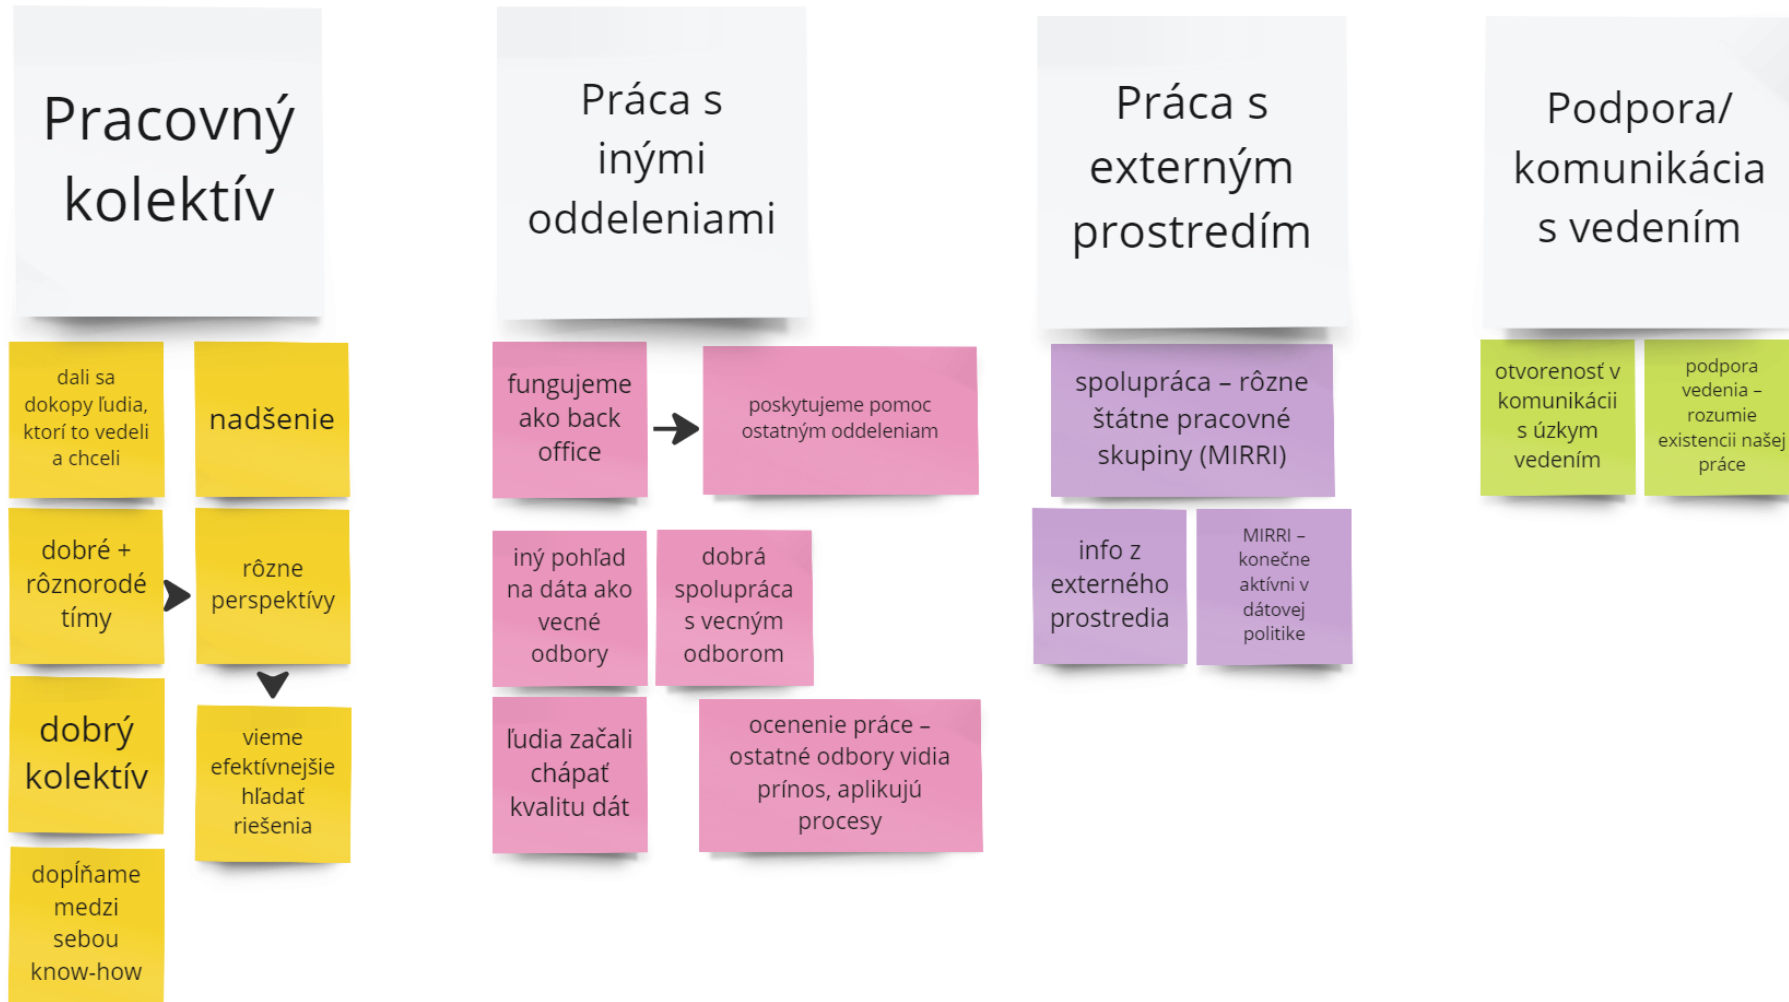 Pracovný
kolektív
dali sa
dokopy ľudia,
ktorí to vedeli
a chceli
nadšenie
dobré +
rôznorodé
tímy
rôzne
perspektívy
dobrý
kolektív
vieme
efektívnejšie
hľadať
riešenia
dopĺňame
medzi
sebou
know-how
Práca s
inými
oddeleniami
fungujeme
ako back
office
poskytujeme pomoc
ostatným oddeleniam
iný pohľad
na dáta ako
vecné
odbory
dobrá
spolupráca
s vecným
odborom
ľudia začali
chápať
kvalitu dát
ocenenie práce –
ostatné odbory vidia
prínos, aplikujú
procesy
Práca s
externým
prostredím
spolupráca – rôzne
štátne pracovné
skupiny (MIRRI)
info z
externého
prostredia
MIRRI –
konečne
aktívni v
dátovej
politike
Podpora/
komunikácia
s vedením
otvorenosť v
komunikácii
s úzkym
vedením
podpora
vedenia –
rozumie
existencii našej
práce